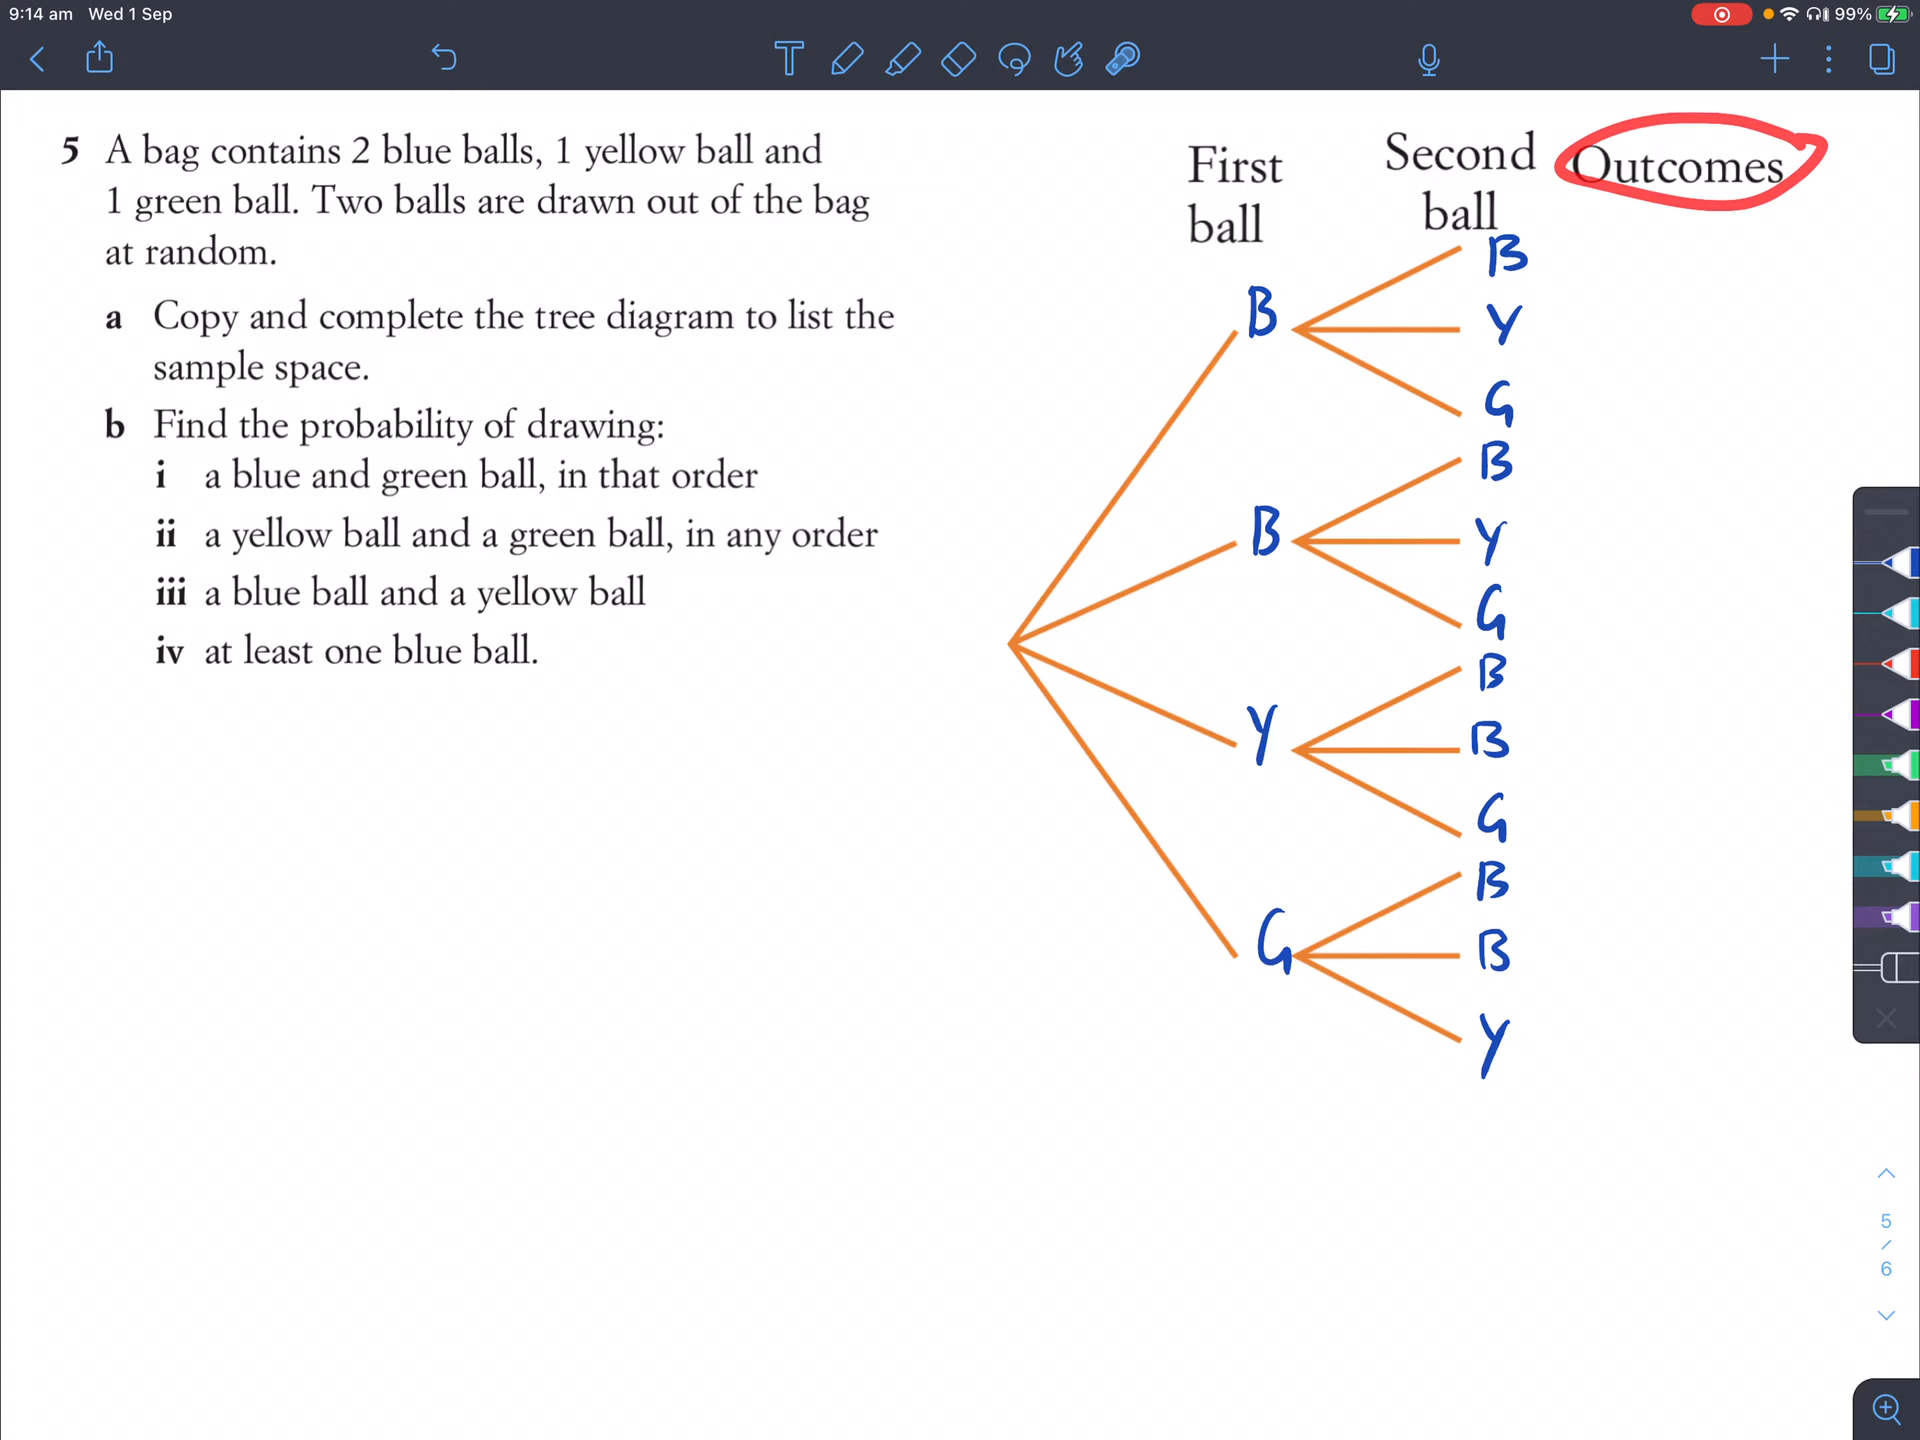 9:14 am Wed 1 Sep
99%
T
5 A bag contains 2 blue balls, 1 yellow ball and
1 green ball. Two balls are drawn out of the bag
at random.
a Copy and complete the tree diagram to list the
sample space.
b Find the probability of drawing:
i a blue and green ball, in that order
ii a yellow ball and a green ball, in any order
iii a blue ball and a yellow ball
iv at least one blue ball.
First
ball
Second
ball
Outcomes
B
B
Y
G
B
B
Y
G
Y
B
B
G
G
B
B
Y
5
/
6